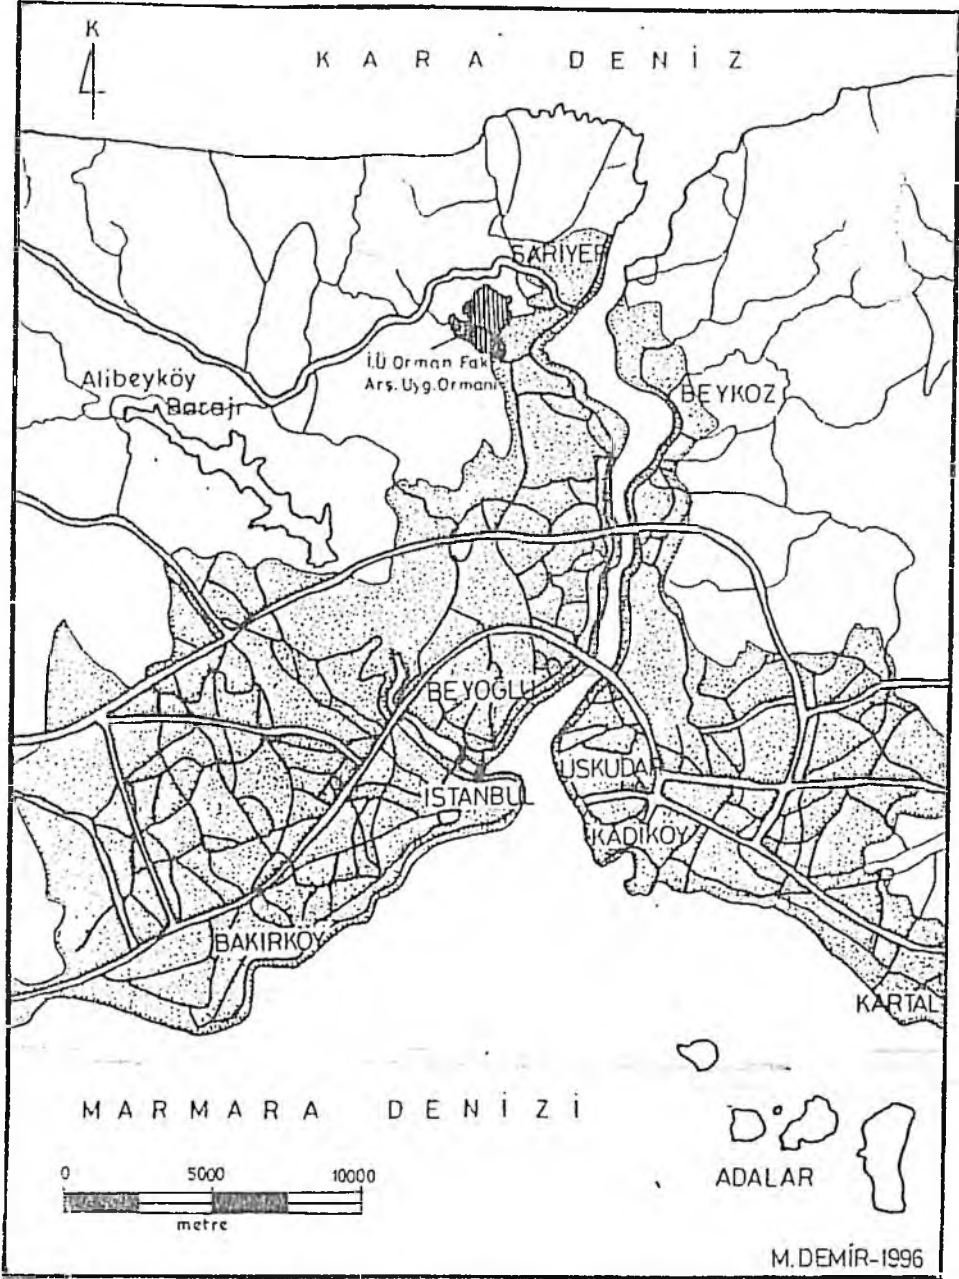 K
KARA DENİZ
SARIYER
İ.Ü Orman Fak.
Arş. Uyg. Ormanı
Alibeyköy
Barajı
BEYKOZ
BEYOĞLU
ÜSKÜDAR
İSTANBUL
KADIKÖY
BAKIRKÖY
KARTAL
MARMARA DENİZİ
0 5000 10000
metre
ADALAR
M.DEMİR-1996